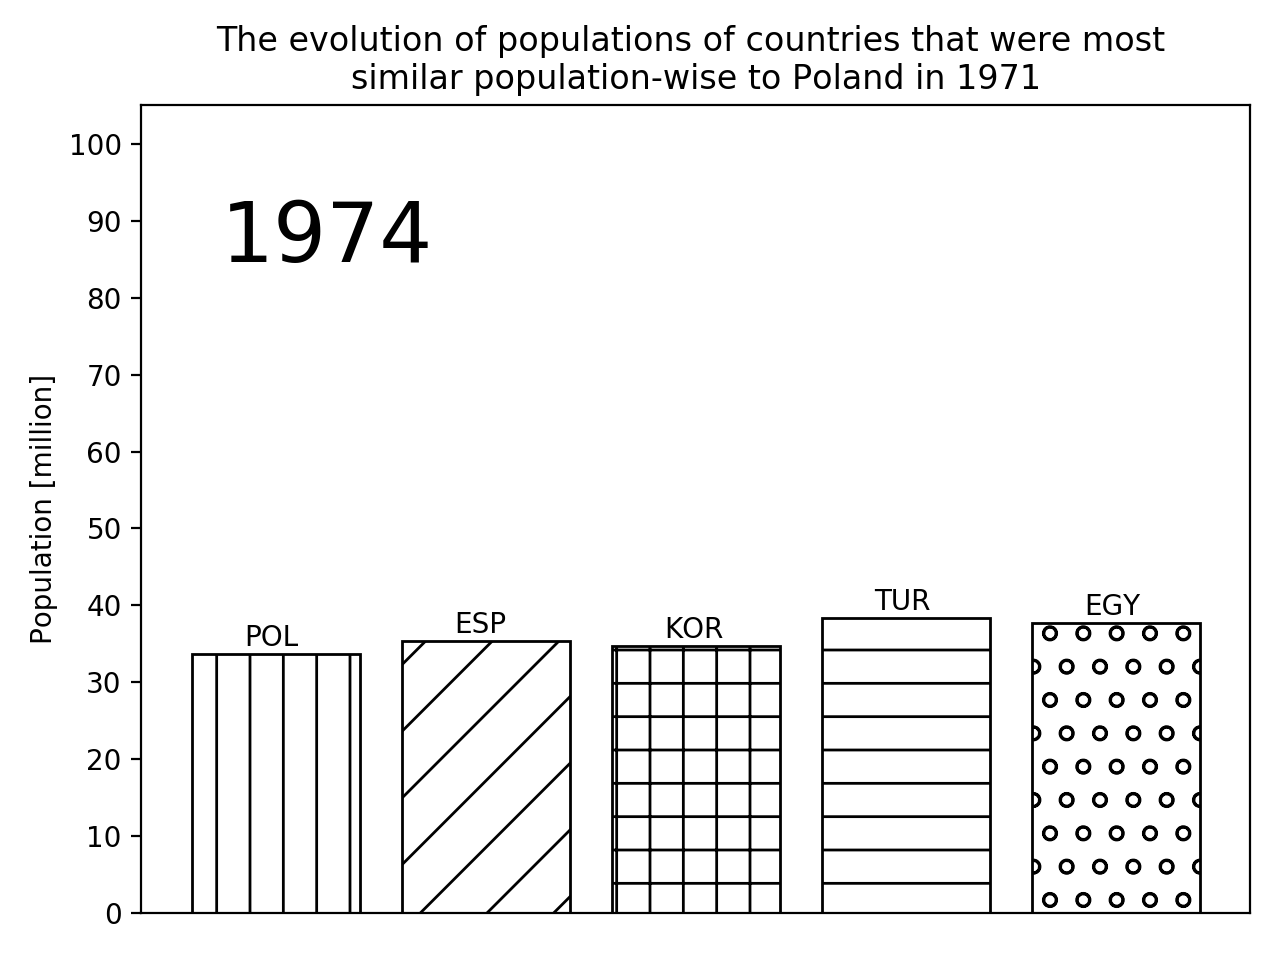 The evolution of populations of countries that were most
similar population-wise to Poland in 1971
100
90
80
70
60
50
40
30
20
10
0
Population [million]
1974
POL
ESP
KOR
TUR
EGY